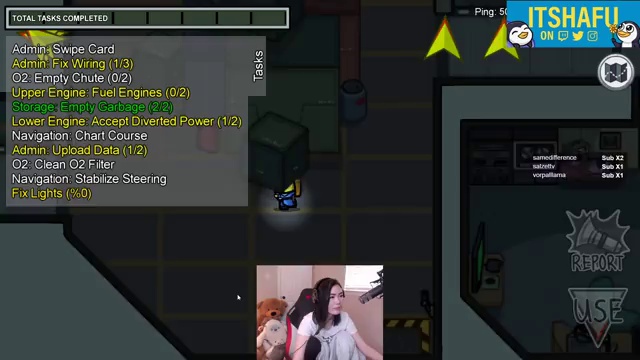 TOTAL TASKS COMPLETED
Ping: 50
ITSHAFU
ON
Tasks
Admin: Swipe Card
Admin: Fix Wiring (1/3)
O2: Empty Chute (0/2)
Upper Engine: Fuel Engines (0/2)
Storage: Empty Garbage (2/2)
Lower Engine: Accept Diverted Power (1/2)
Navigation: Chart Course
Admin: Upload Data (1/2)
O2: Clean O2 Filter
Navigation: Stabilize Steering
Fix Lights (%0)
samedifference Sub X2
salzettv Sub X1
vorpalllama Sub X1
REPORT
USE